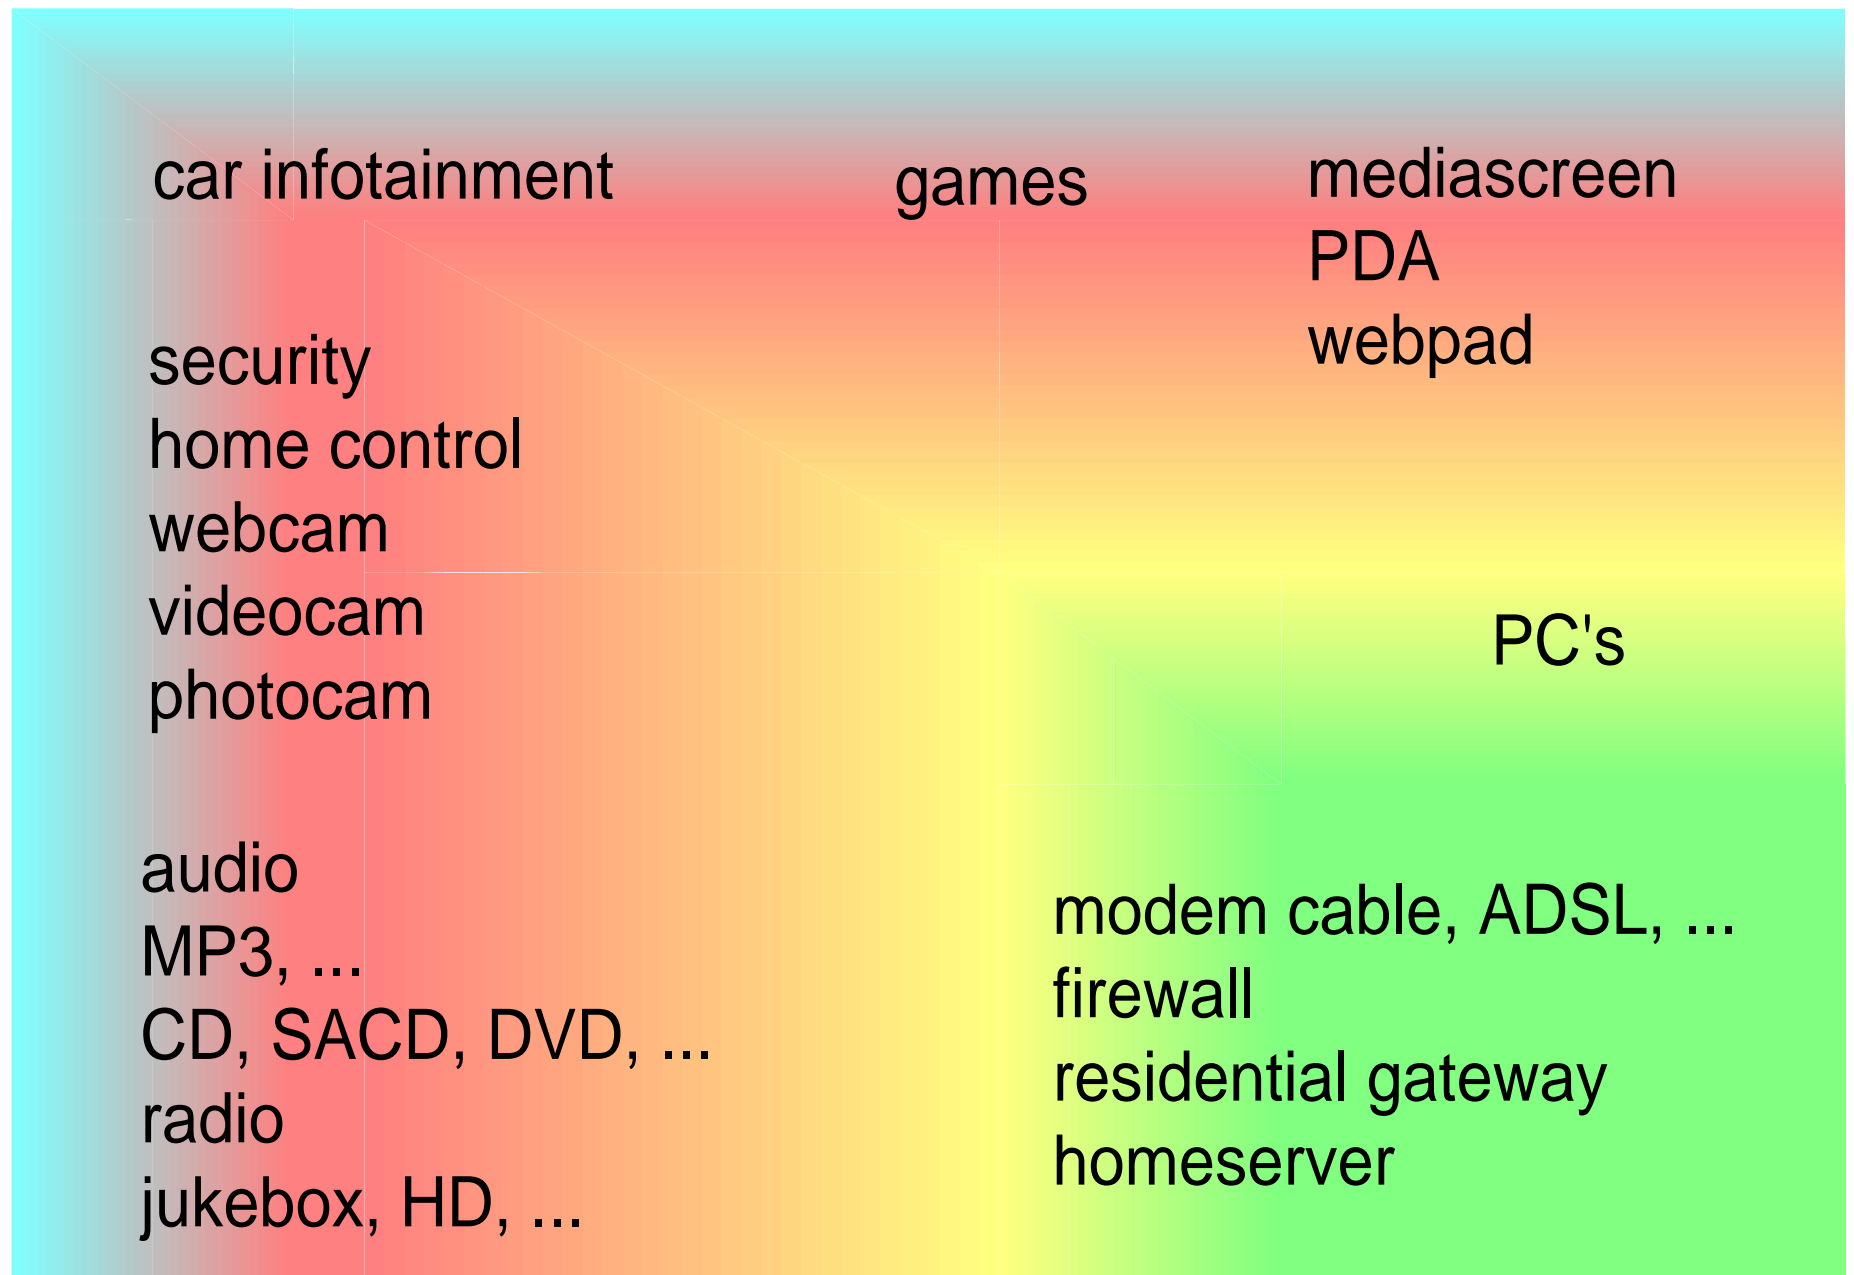 car infotainment
games
mediascreen
PDA
webpad
security
home control
webcam
videocam
photocam
PC's
audio
MP3, ...
CD, SACD, DVD, ...
radio
jukebox, HD, ...
modem cable, ADSL, ...
firewall
residential gateway
homeserver